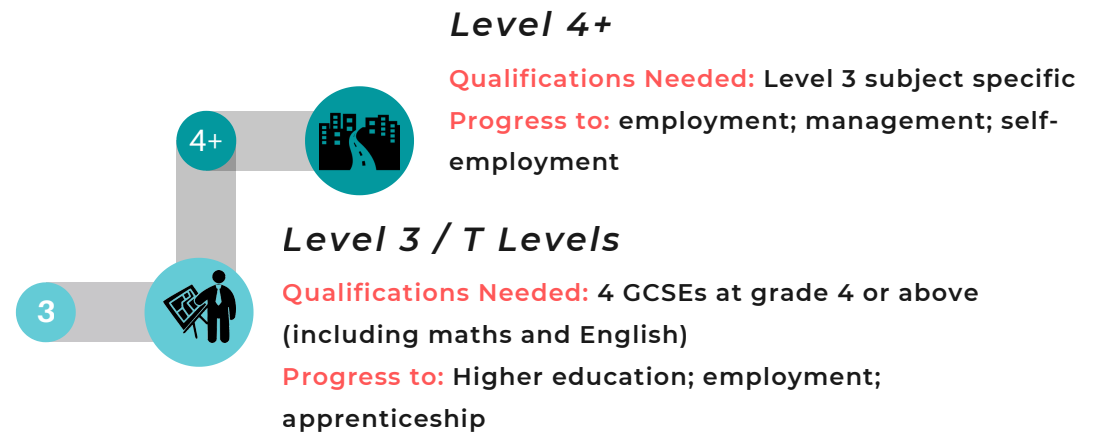 Level 4+
Qualifications Needed: Level 3 subject specific
Progress to: employment; management; self-
employment
4+
Level 3 / T Levels
Qualifications Needed: 4 GCSEs at grade 4 or above
(including maths and English)
Progress to: Higher education; employment;
apprenticeship
3